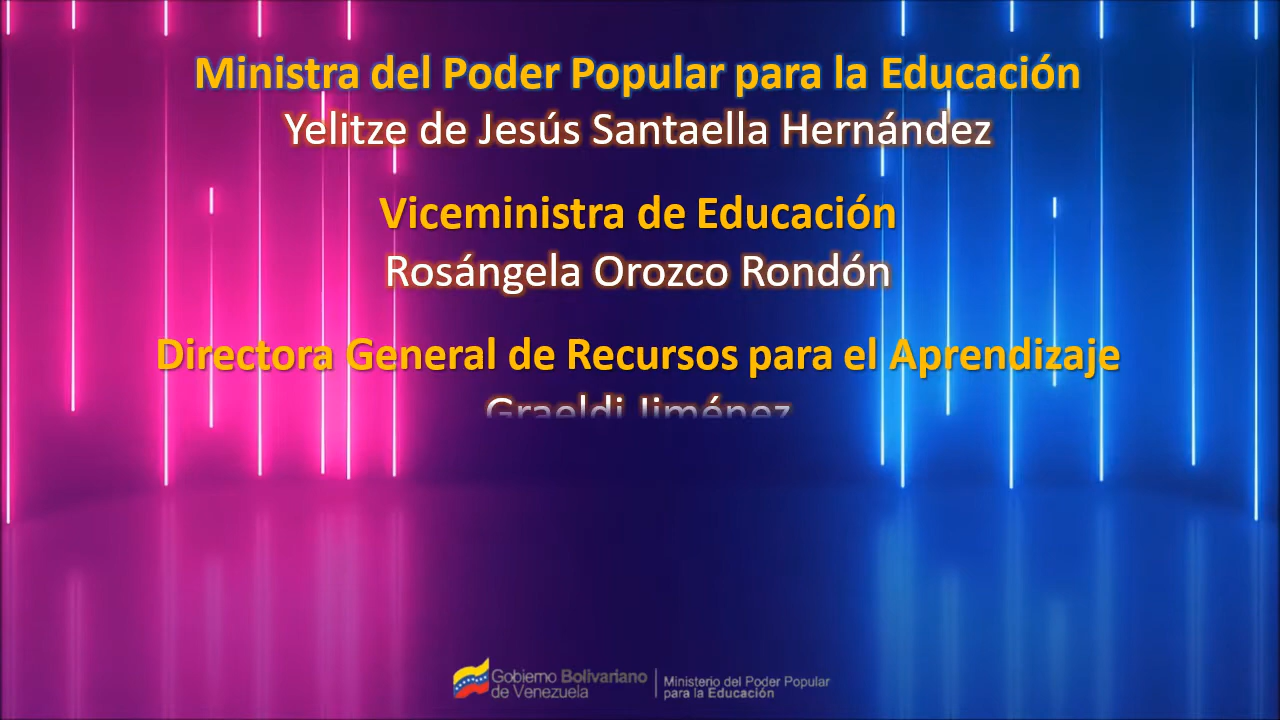 Ministra del Poder Popular para la Educación
Yelitze de Jesús Santaella Hernández
Viceministra de Educación
Rosángela Orozco Rondón
Directora General de Recursos para el Aprendizaje
Graeldi Jiménez
Gobierno Bolivariano
de Venezuela
Ministerio del Poder Popular
para la Educación